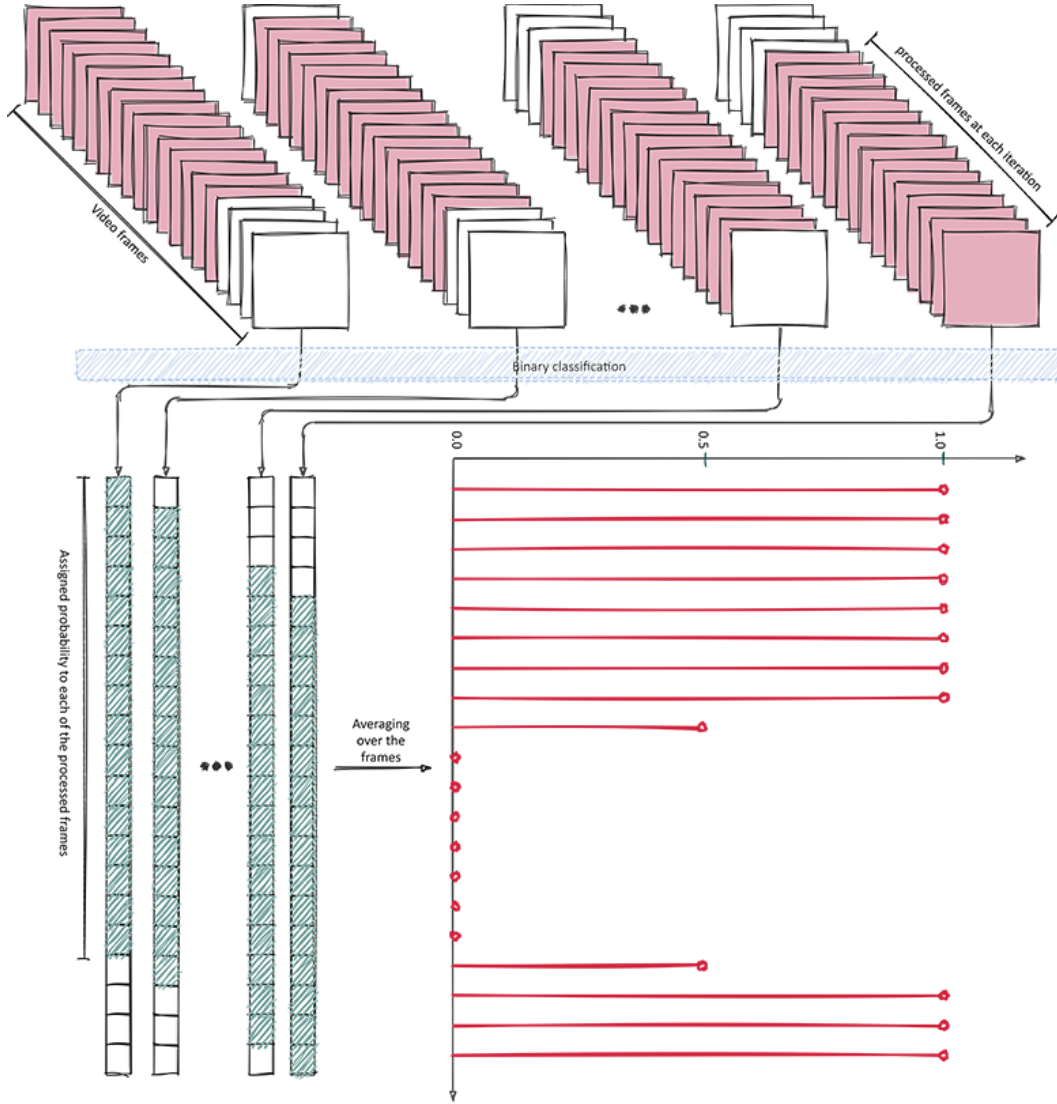 processed frames at each iteration
Video frames
Binary classification
0.0
0.5
1.0
Assigned probability to each of the processed frames
Averaging
over the
frames